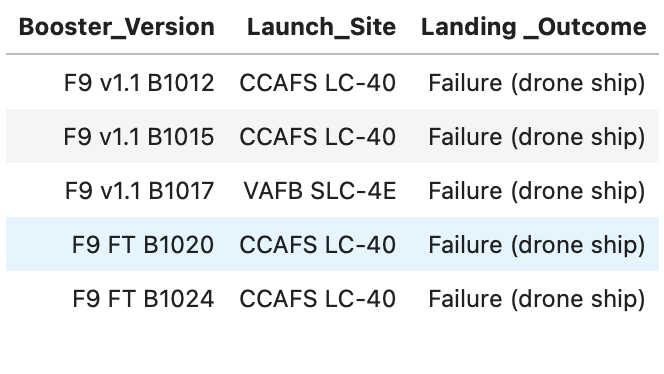 Booster_Version Launch_Site Landing _Outcome
F9 v1.1 B1012 CCAFS LC-40 Failure (drone ship)
F9 v1.1 B1015 CCAFS LC-40 Failure (drone ship)
F9 v1.1 B1017 VAFB SLC-4E Failure (drone ship)
F9 FT B1020 CCAFS LC-40 Failure (drone ship)
F9 FT B1024 CCAFS LC-40 Failure (drone ship)